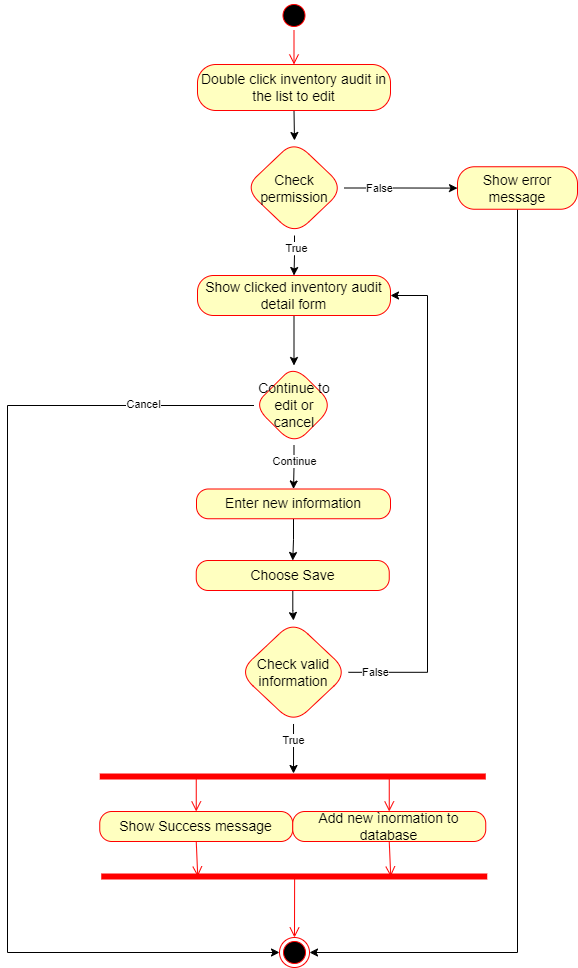 Double click inventory audit in
the list to edit
Check
permission
False
Show error
message
True
Show clicked inventory audit
detail form
Continue to
edit or
cancel
Cancel
Continue
Enter new information
Choose Save
Check valid
information
False
True
Show Success message
Add new inormation to
database